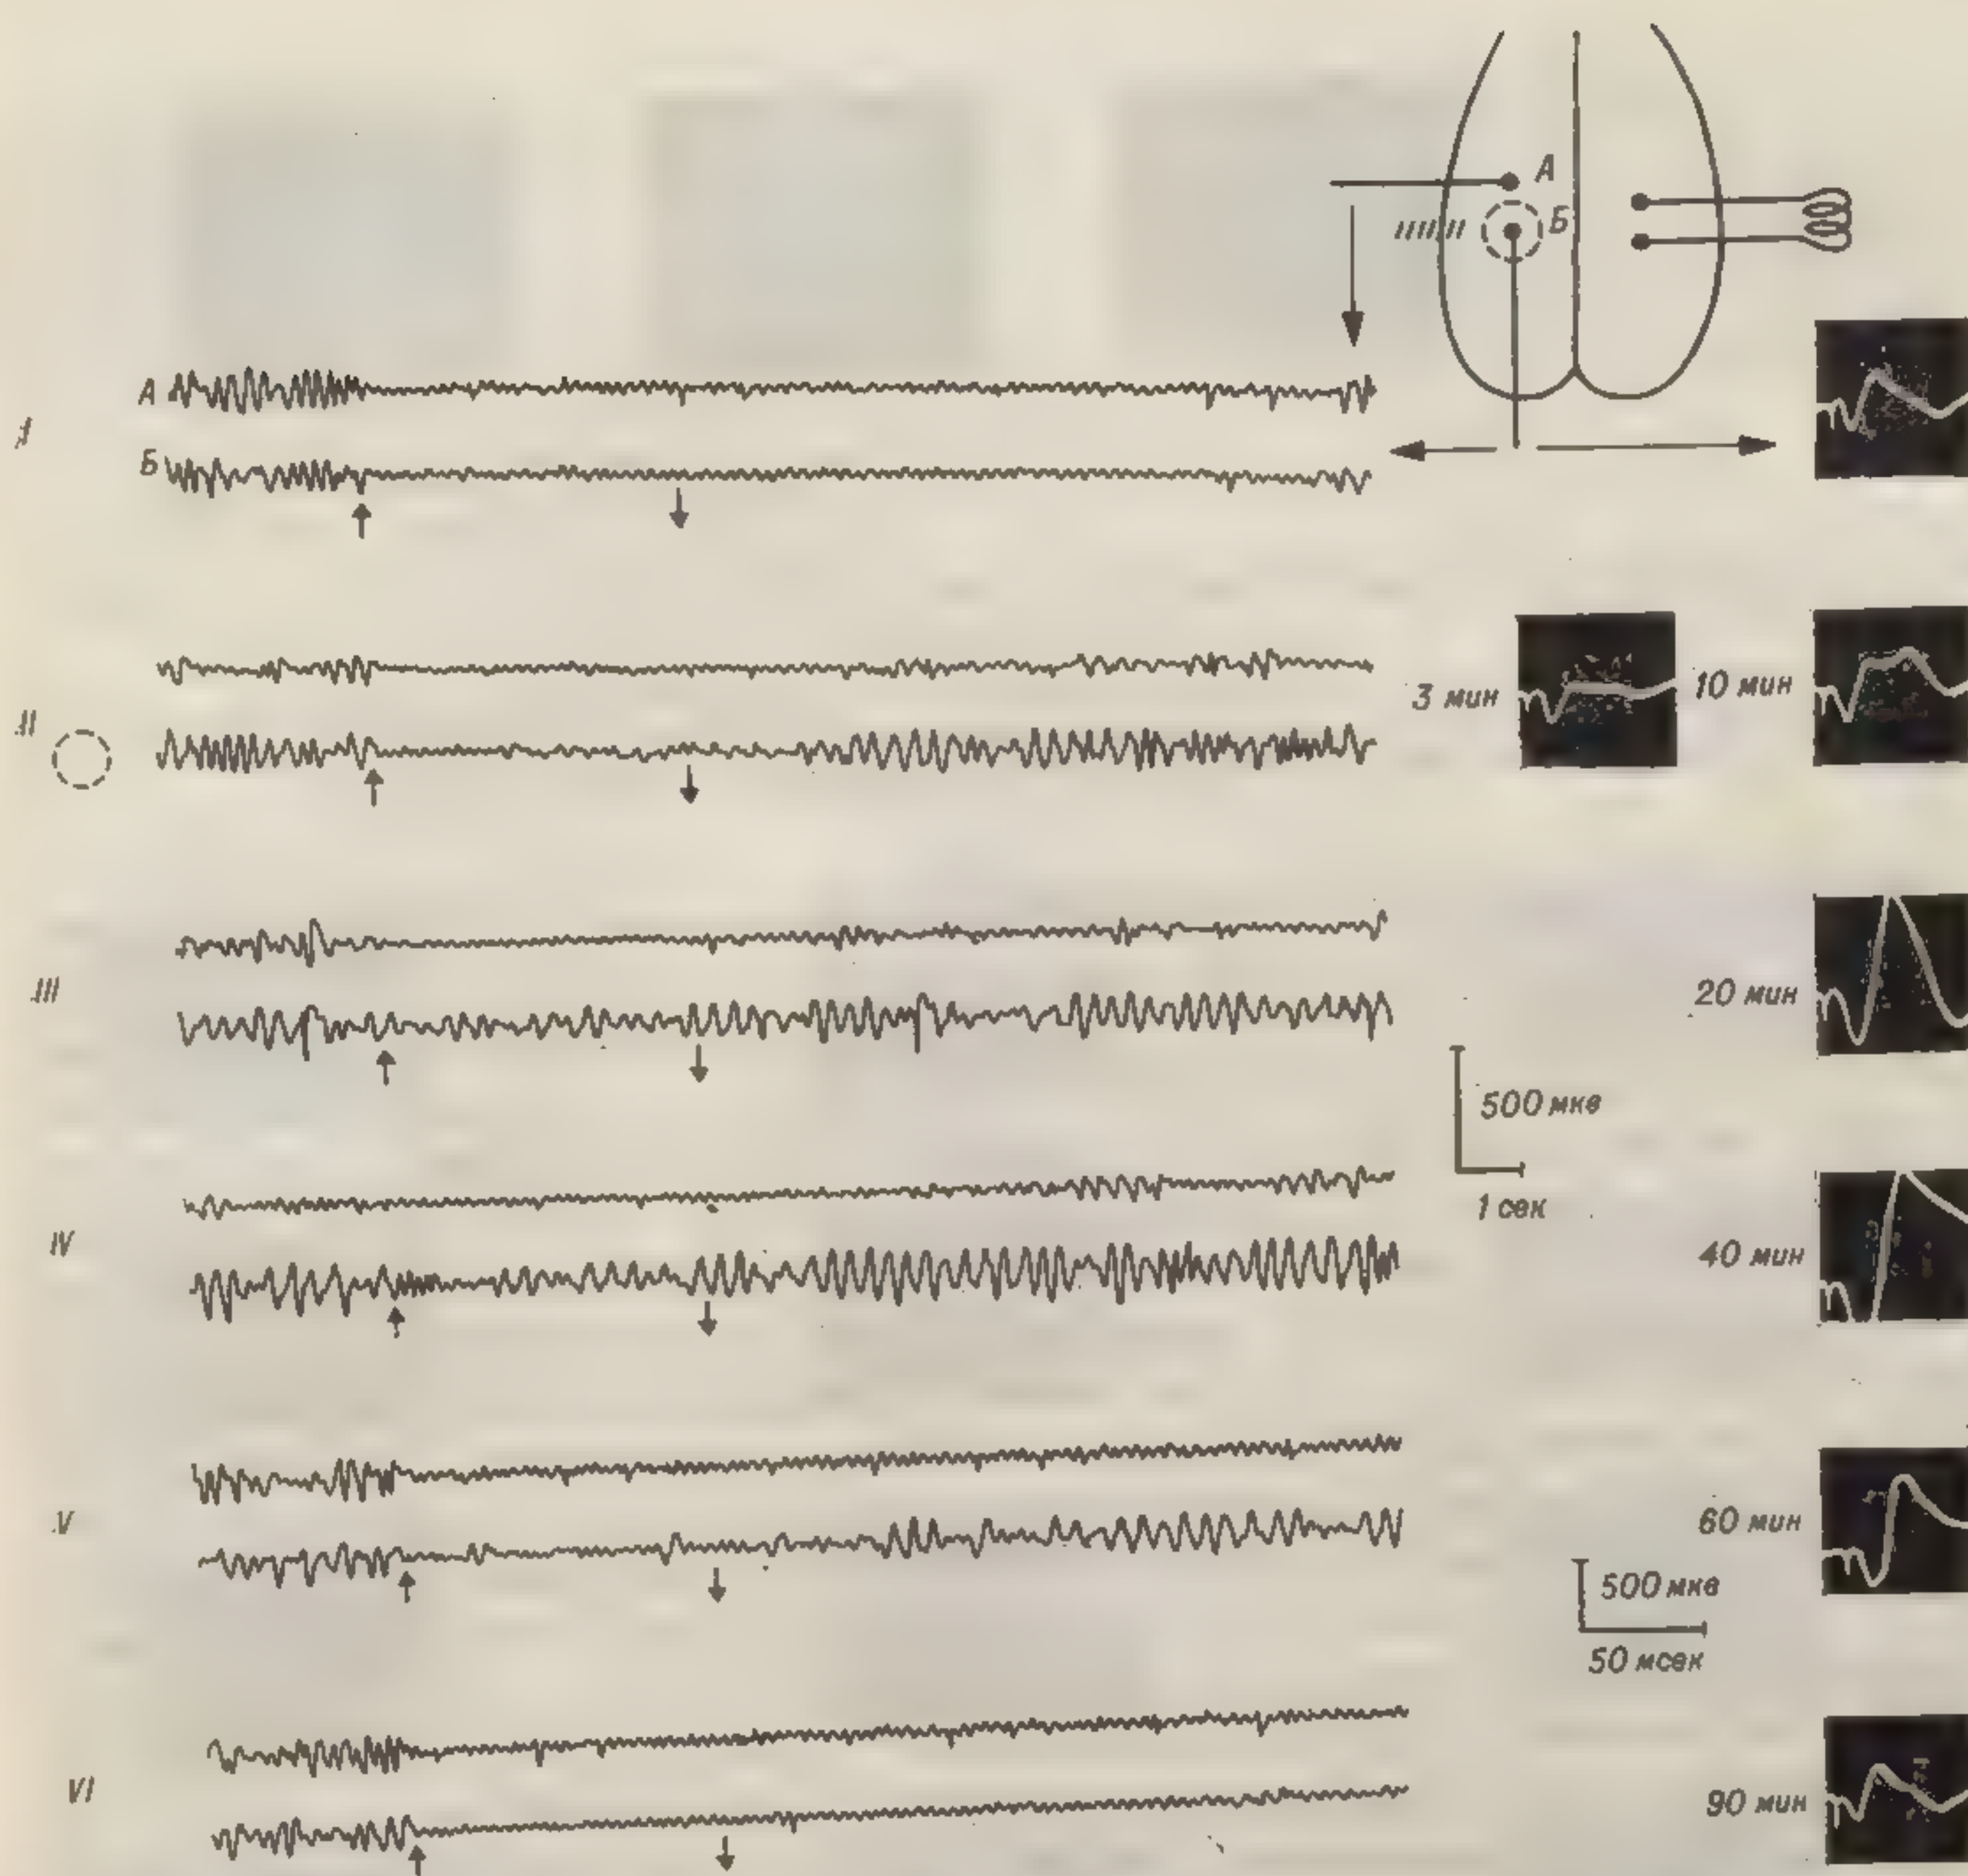 А
Б
А
Б
I
II
3 мин
10 мин
III
20 мин
500 мкв
1 сек
IV
40 мин
V
60 мин
500 мкв
50 мсек
VI
90 мин